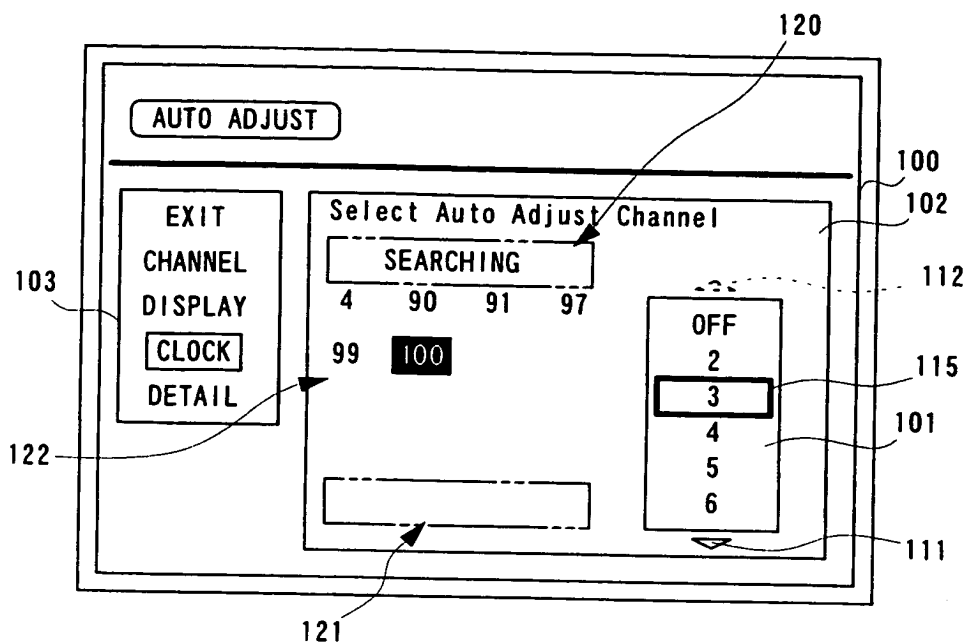 120
AUTO ADJUST
100
102
EXIT
CHANNEL
DISPLAY
CLOCK
DETAIL
103
Select Auto Adjust Channel
SEARCHING
4 90 91 97
99 100
112
OFF
2
3
4
5
6
115
101
122
111
121